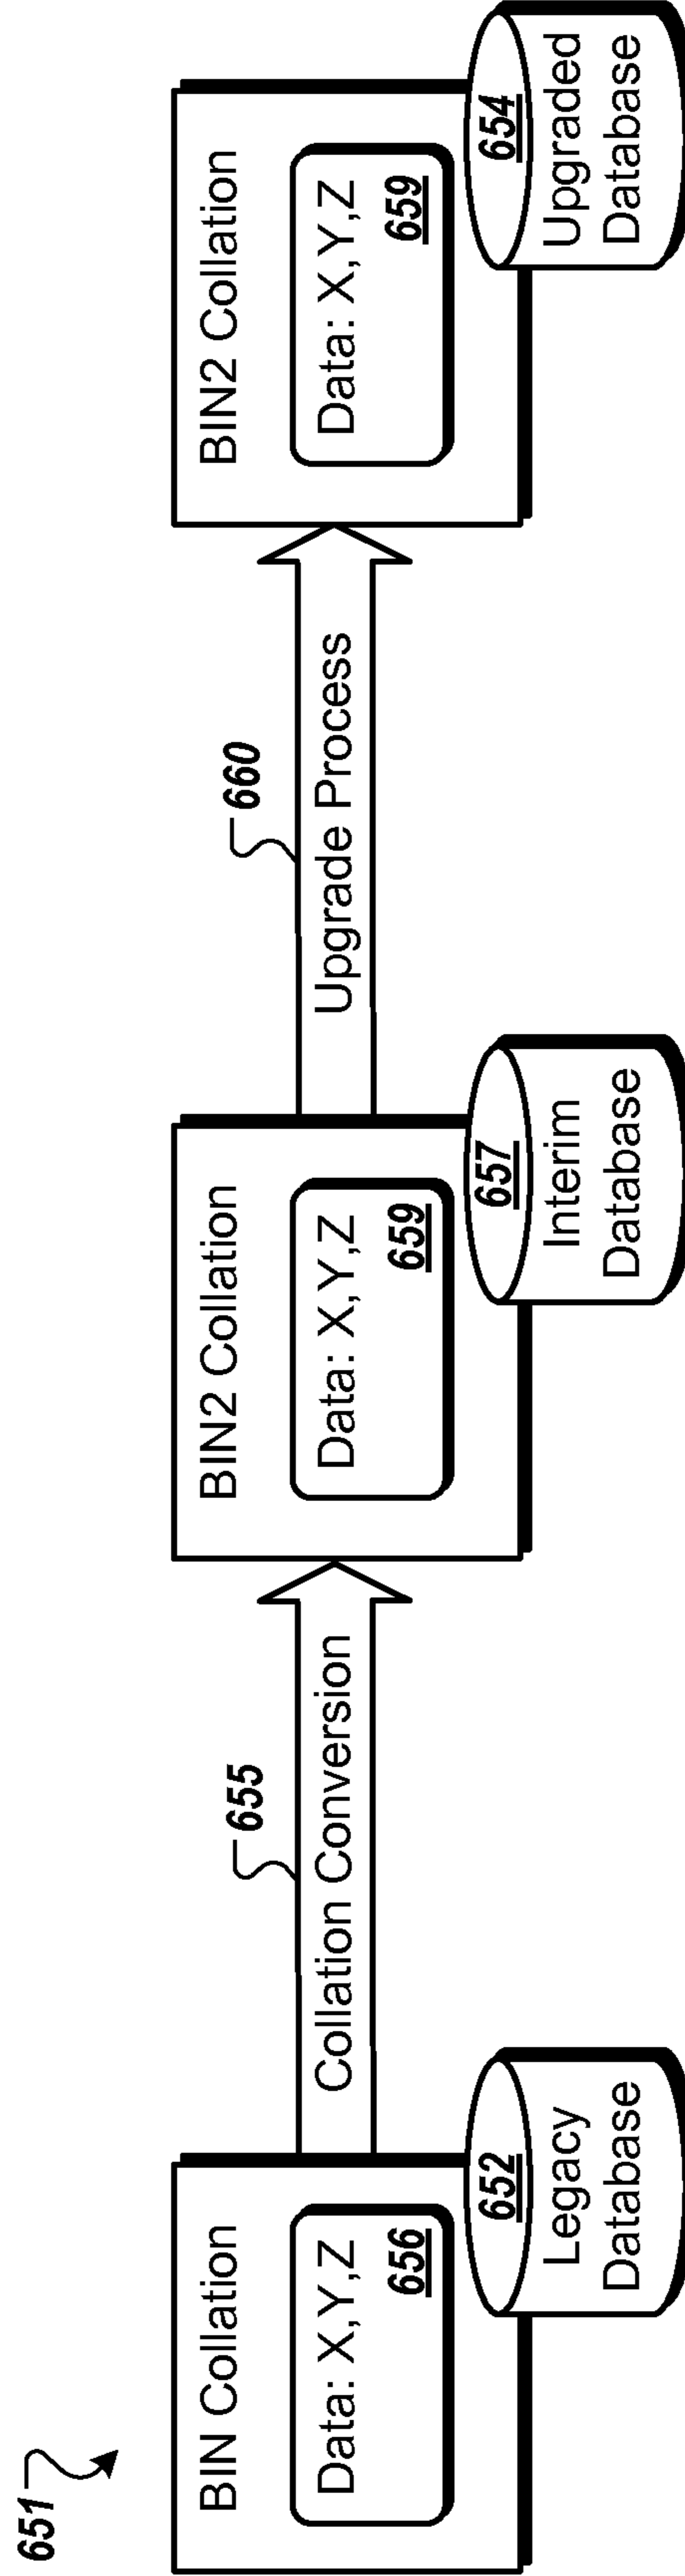 651
BIN Collation
Data: X,Y,Z
656
652
Legacy
Database
655
Collation Conversion
BIN2 Collation
Data: X,Y,Z
659
657
Interim
Database
660
Upgrade Process
BIN2 Collation
Data: X,Y,Z
659
654
Upgraded
Database